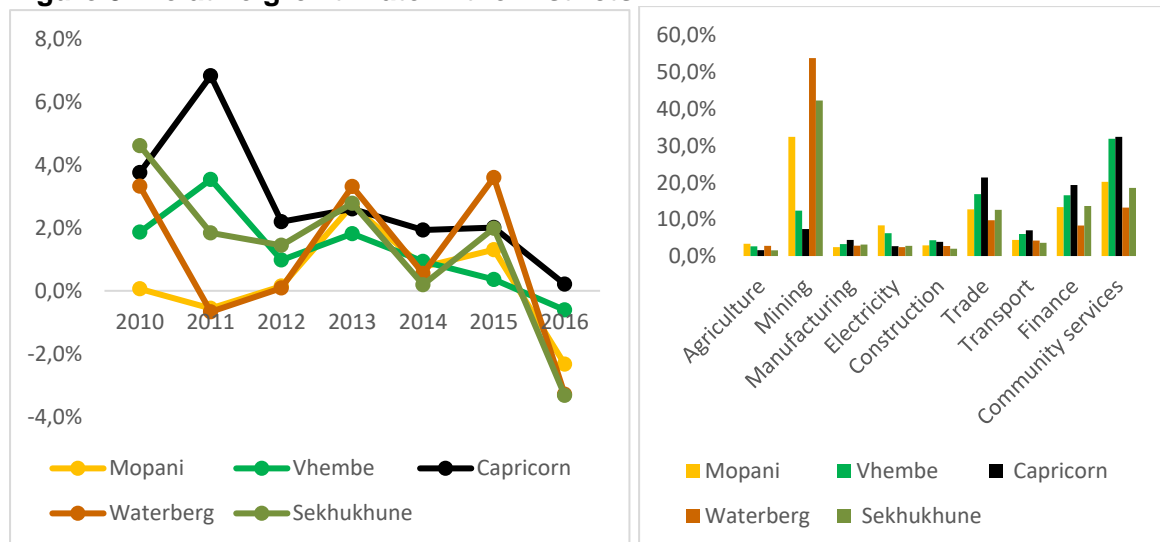 8,0%
6,0%
4,0%
2,0%
0,0%
-2,0%
-4,0%
2010 2011 2012 2013 2014 2015 2016
Mopani Vhembe Capricorn
Waterberg Sekhukhune
60,0%
50,0%
40,0%
30,0%
20,0%
10,0%
0,0%
Agriculture
Mining
Manufacturing
Electricity
Construction
Trade
Transport
Finance
Community services
Mopani Vhembe Capricorn
Waterberg Sekhukhune